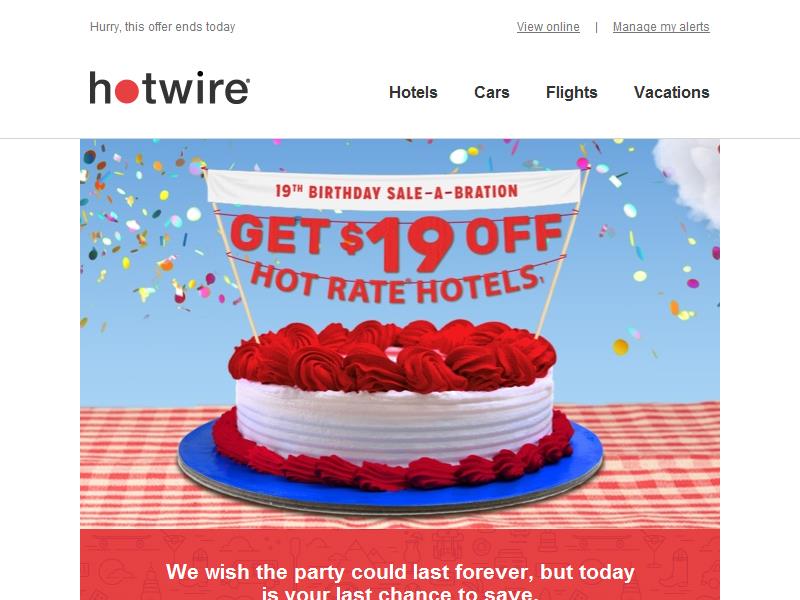 Hurry, this offer ends today
View online | Manage my alerts
hotwire®
Hotels Cars Flights Vacations
19TH BIRTHDAY SALE-A-BRATION
GET $19 OFF
HOT RATE® HOTELS.¹
We wish the party could last forever, but today
is your last chance to save.